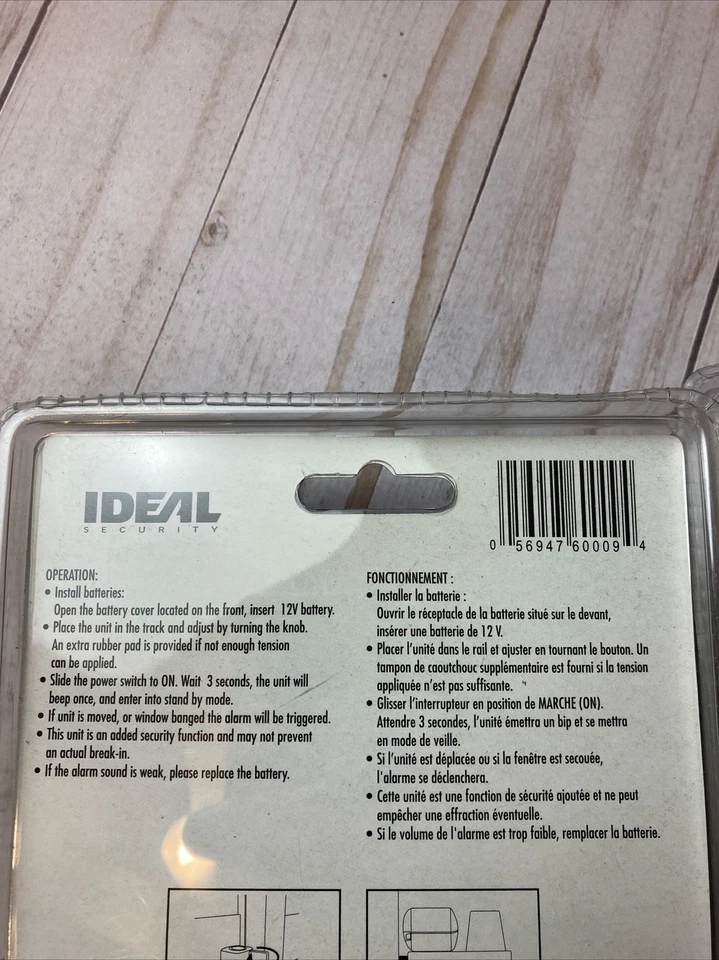 IDEAL
SECURITY
0 56947 60009 4
OPERATION:
• Install batteries:
Open the battery cover located on the front, insert 12V battery.
• Place the unit in the track and adjust by turning the knob.
An extra rubber pad is provided if not enough tension
can be applied.
• Slide the power switch to ON. Wait 3 seconds, the unit will
beep once, and enter into stand by mode.
• If unit is moved, or window banged the alarm will be triggered.
• This unit is an added security function and may not prevent
an actual break-in.
• If the alarm sound is weak, please replace the battery.
FONCTIONNEMENT :
• Installer la batterie :
Ouvrir le réceptacle de la batterie situé sur le devant,
insérer une batterie de 12 V.
• Placer l'unité dans le rail et ajuster en tournant le bouton. Un
tampon de caoutchouc supplémentaire est fourni si la tension
appliquée n'est pas suffisante.
• Glisser l'interrupteur en position de MARCHE (ON).
Attendre 3 secondes, l'unité émettra un bip et se mettra
en mode de veille.
• Si l'unité est déplacée ou si la fenêtre est secouée,
l'alarme se déclenchera.
• Cette unité est une fonction de sécurité ajoutée et ne peut
empêcher une effraction éventuelle.
• Si le volume de l'alarme est trop faible, remplacer la batterie.